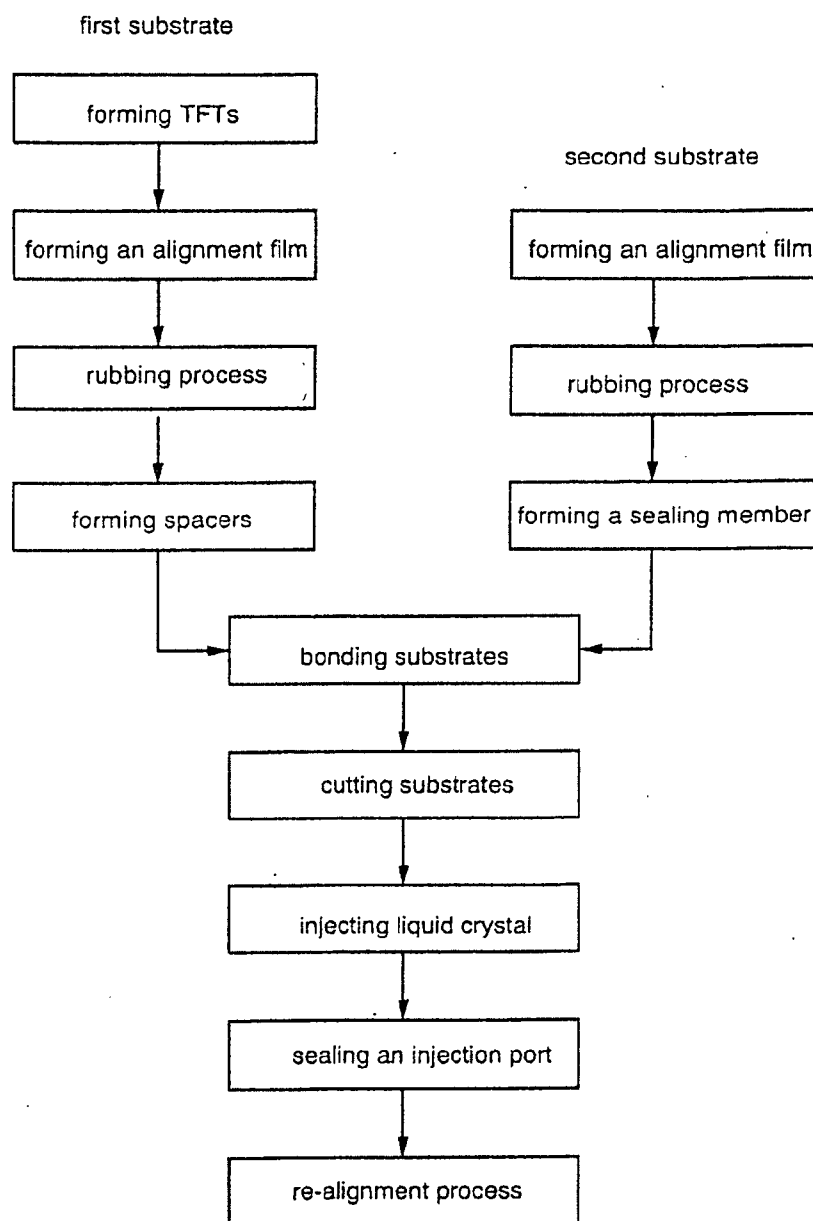 first substrate
forming TFTs
forming an alignment film
rubbing process
forming spacers
second substrate
forming an alignment film
rubbing process
forming a sealing member
bonding substrates
cutting substrates
injecting liquid crystal
sealing an injection port
re-alignment process